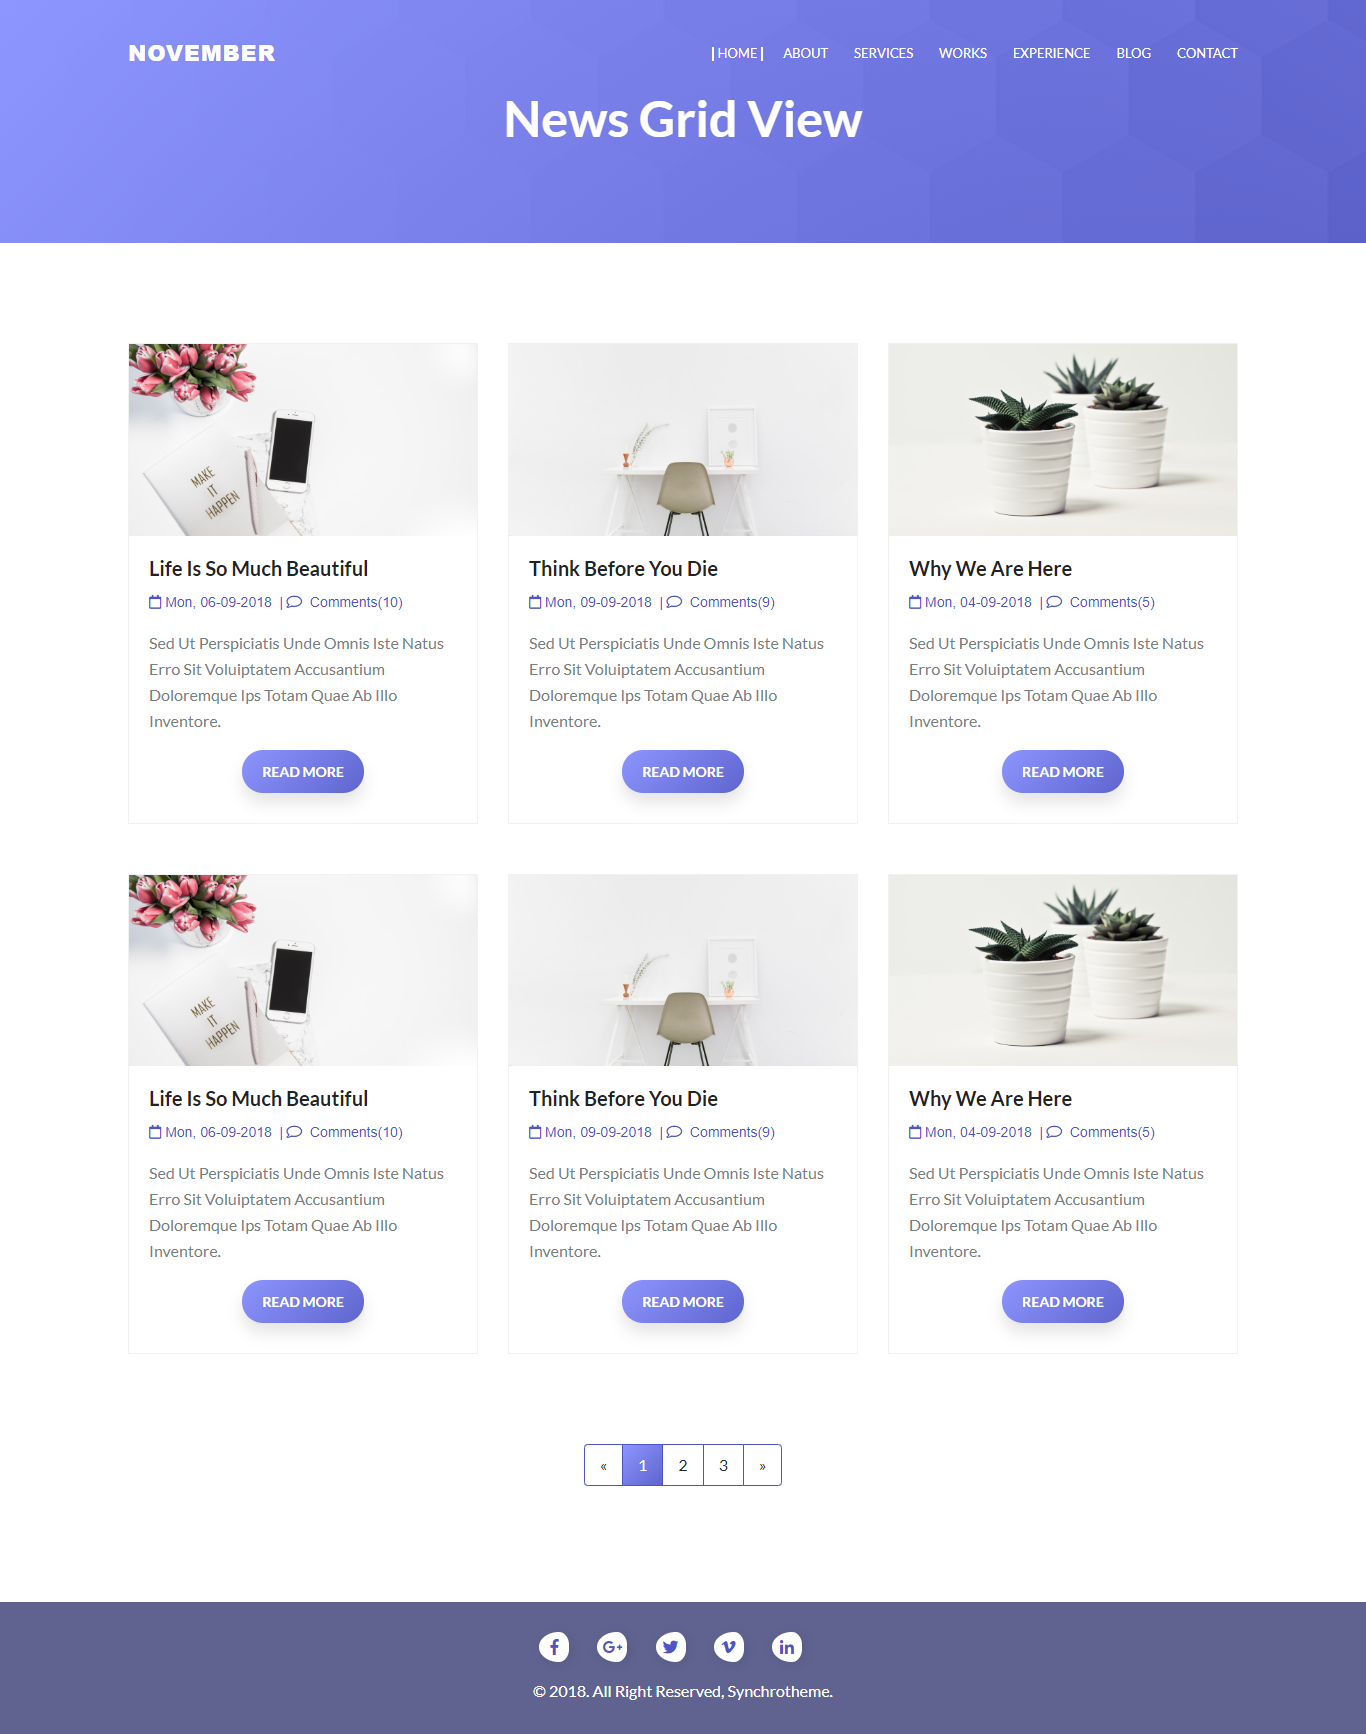 NOVEMBER
| HOME | ABOUT SERVICES WORKS EXPERIENCE BLOG CONTACT
News Grid View
MAKE
IT
HAPPEN
Life Is So Much Beautiful
Mon, 06-09-2018 | Comments(10)
Sed Ut Perspiciatis Unde Omnis Iste Natus
Erro Sit Voluiptatem Accusantium
Doloremque Ips Totam Quae Ab Illo
Inventore.
READ MORE
Think Before You Die
Mon, 09-09-2018 | Comments(9)
Sed Ut Perspiciatis Unde Omnis Iste Natus
Erro Sit Voluiptatem Accusantium
Doloremque Ips Totam Quae Ab Illo
Inventore.
READ MORE
Why We Are Here
Mon, 04-09-2018 | Comments(5)
Sed Ut Perspiciatis Unde Omnis Iste Natus
Erro Sit Voluiptatem Accusantium
Doloremque Ips Totam Quae Ab Illo
Inventore.
READ MORE
MAKE
IT
HAPPEN
Life Is So Much Beautiful
Mon, 06-09-2018 | Comments(10)
Sed Ut Perspiciatis Unde Omnis Iste Natus
Erro Sit Voluiptatem Accusantium
Doloremque Ips Totam Quae Ab Illo
Inventore.
READ MORE
Think Before You Die
Mon, 09-09-2018 | Comments(9)
Sed Ut Perspiciatis Unde Omnis Iste Natus
Erro Sit Voluiptatem Accusantium
Doloremque Ips Totam Quae Ab Illo
Inventore.
READ MORE
Why We Are Here
Mon, 04-09-2018 | Comments(5)
Sed Ut Perspiciatis Unde Omnis Iste Natus
Erro Sit Voluiptatem Accusantium
Doloremque Ips Totam Quae Ab Illo
Inventore.
READ MORE
« 1 2 3 »
© 2018. All Right Reserved, Synchrotheme.